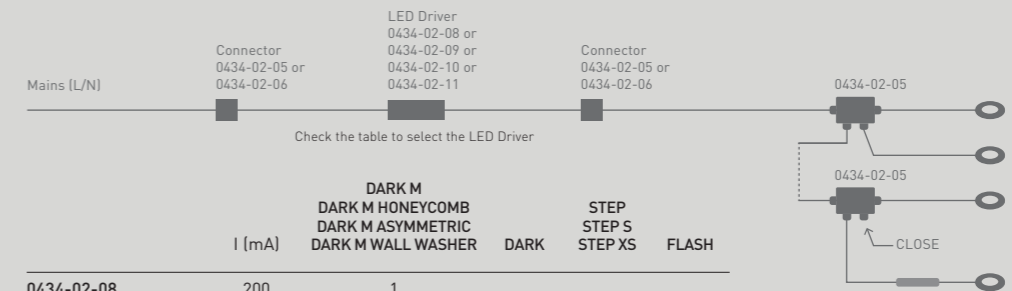 LED Driver
0434-02-08 or
0434-02-09 or
0434-02-10 or
0434-02-11
Connector
0434-02-05 or
0434-02-06
Connector
0434-02-05 or
0434-02-06
Mains (L/N)
0434-02-05
Check the table to select the LED Driver
0434-02-05
CLOSE
I (mA)
DARK M
DARK M HONEYCOMB
DARK M ASYMMETRIC
DARK M WALL WASHER
DARK
STEP
STEP S
STEP XS
FLASH
0434-02-08 200 1